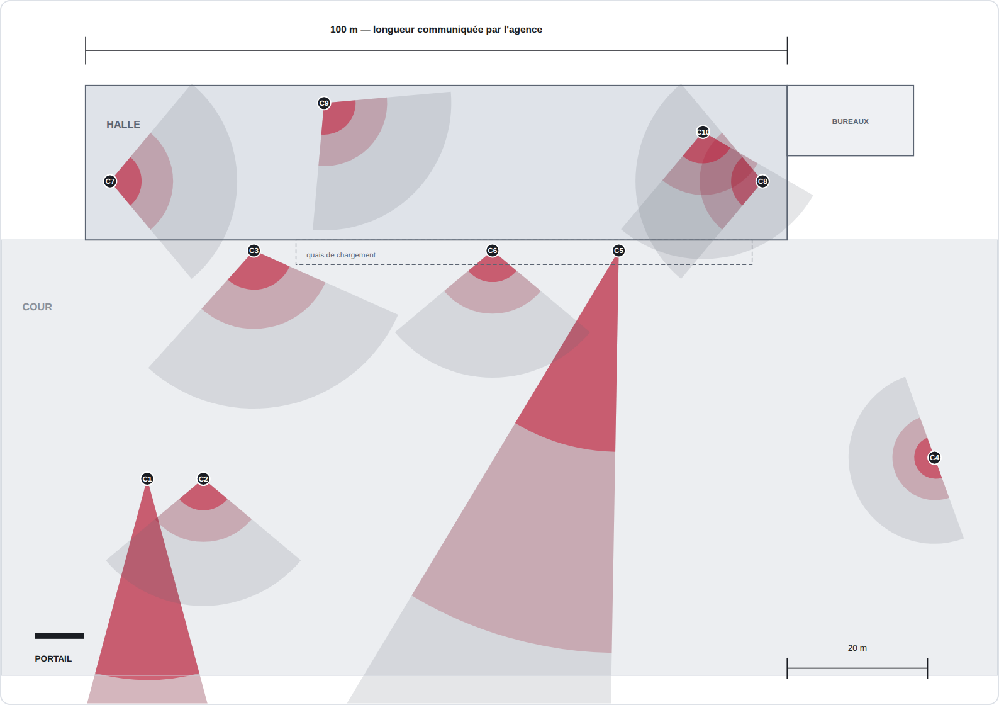 100 m — longueur communiquée par l'agence
C9
HALLE
BUREAUX
C10
C7
C8
C3
C6
C5
quais de chargement
COUR
C4
C1
C2
20 m
PORTAIL